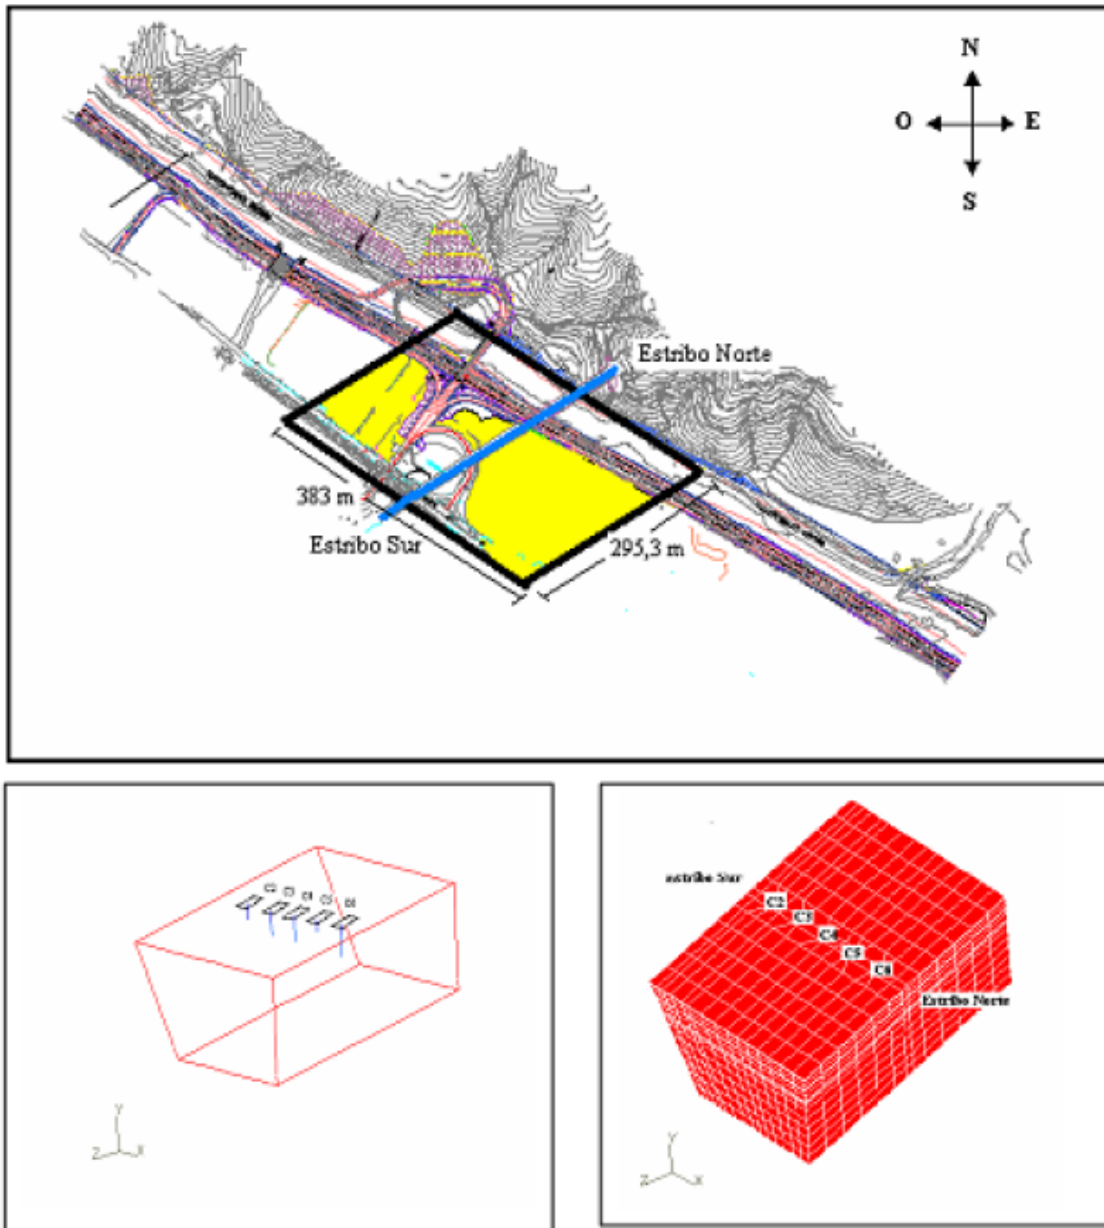 N
O E
S
Estribo Norte
383 m
Estribo Sur
295,3 m
C2 C3 C4 C5 C6
Y
Z X
estribo Sur
C2
C3
C4
C5
C6
Estribo Norte
Y
Z X